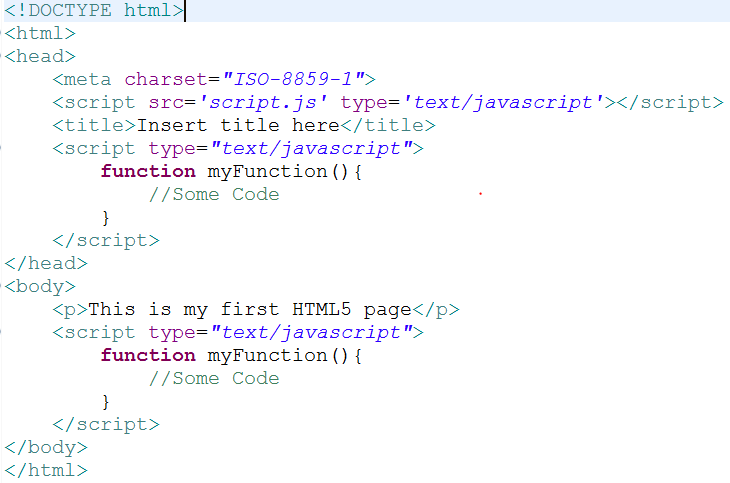 <!DOCTYPE html>
<html>
<head>
    <meta charset="ISO-8859-1">
    <script src='script.js' type='text/javascript'></script>
    <title>Insert title here</title>
    <script type="text/javascript">
        function myFunction(){
            //Some Code
        }
    </script>
</head>
<body>
    <p>This is my first HTML5 page</p>
    <script type="text/javascript">
        function myFunction(){
            //Some Code
        }
    </script>
</body>
</html>